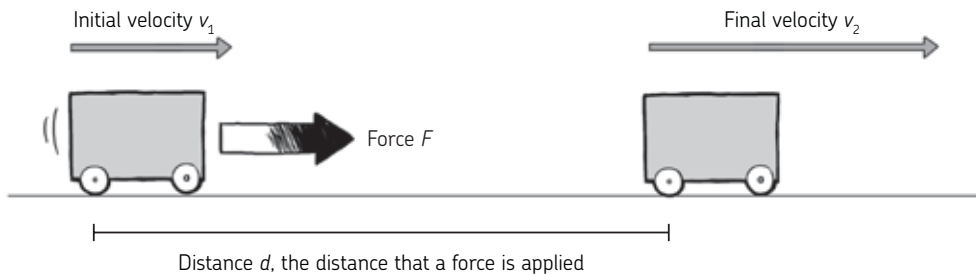 Initial velocity v₁
Final velocity v₂
Force F
Distance d, the distance that a force is applied